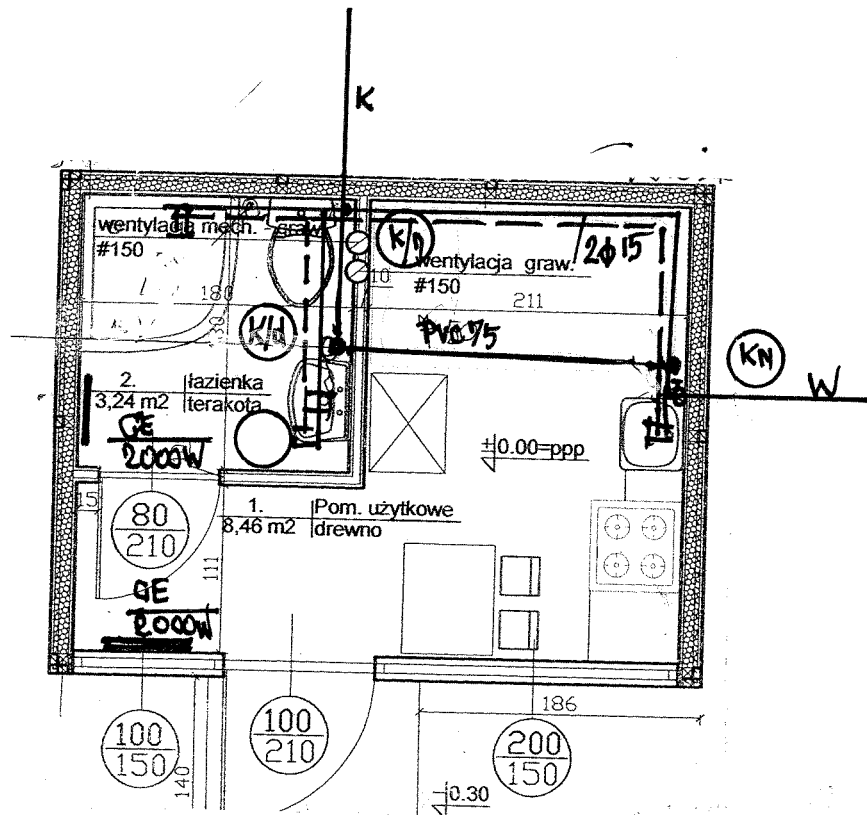 K
wentylacja mech. graw.
#150
K/N
2ϕ15
wentylacja graw.
#150
10
180
211
130
K/d
PVC 75
KN
W
2.
3,24 m2
łazienka
terakota
GE
2000W
±0.00=ppp
15
80
210
1.
8,46 m2
Pom. użytkowe
drewno
111
GE
2000W
186
100
150
100
210
200
150
140
-0.30